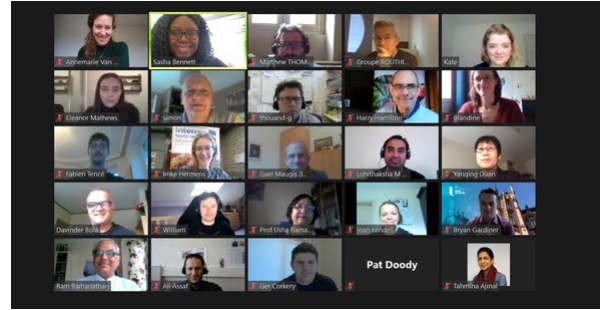 Annemarie Van ...
Sasha Bennett
Matthew THOM...
Groupe ROUTHI...
Kate
Eleanor Mathews
simon
thouand-g
Harry Hamilton
Blandine
Fabien Tencé
Imke Hermens
Gael Maugis (I...
Lohithaksha M ...
Yanqing Duan
Davinder Bola
William
Prof Usha Rama...
joan condell
Bryan Gardiner
Ram Ramanathan
Ali Assaf
Ger Corkery
Pat Doody
Tahmina Ajmal